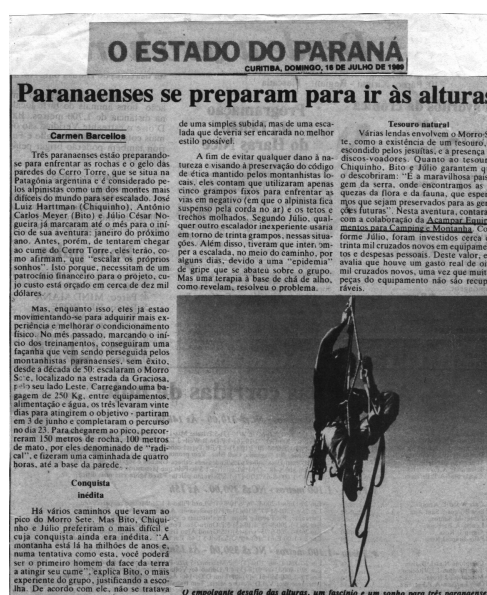 O ESTADO DO PARANÁ
CURITIBA, DOMINGO, 16 DE JULHO DE 1989
Paranaenses se preparam para ir às alturas
Carmen Barcellos
Três paranaenses estão preparando-
se para enfrentar as rochas e o gelo das
paredes do Cerro Torre, que se situa na
Patagônia argentina e é considerado pe-
los alpinistas como um dos montes mais
difíceis do mundo para ser escalado. José
Luiz Hartmann (Chiquinho), Antônio
Carlos Meyer (Bito) e Júlio César No-
gueira já marcaram até o mês para o iní-
cio de sua aventura: janeiro do próximo
ano. Antes, porém, de tentarem chegar
ao cume do Cerro Torre, eles terão, co-
mo afirmam, que "escalar os próprios
sonhos". Isto porque, necessitam de um
patrocínio financeiro para o projeto, cu-
jo custo está orçado em cerca de dez mil
dólares.
Mas, enquanto isso, eles já estão
movimentando-se para adquirir mais ex-
periência e melhorar o condicionamento
físico. No mês passado, marcando o iní-
cio dos treinamentos, conseguiram uma
façanha que vem sendo perseguida pelos
montanhistas paranaenses, sem êxito,
desde a década de 50: escalaram o Morro
Sete, localizado na estrada da Graciosa,
pelo seu lado Leste. Carregando uma ba-
gagem de 250 Kg, entre equipamentos,
alimentação e água, os três levaram vinte
dias para atingirem o objetivo - partiram
em 3 de junho e completaram o percurso
no dia 23. Para chegarem ao pico, percor-
reram 150 metros de rocha, 100 metros
de mato, por eles denominado de "radi-
cal", e fizeram uma caminhada de quatro
horas, até a base da parede.
Conquista
inédita
Há vários caminhos que levam ao
pico do Morro Sete. Mas Bito, Chiqui-
nho e Júlio preferiram o mais difícil e
cuja conquista ainda era inédita. "A
montanha está lá há milhões de anos e,
numa tentativa como esta, você poderá
ser o primeiro homem da face da terra
a atingir seu cume", explica Bito, o mais
experiente do grupo, justificando a esco-
lha. De acordo com ele, não se tratava
de uma simples subida, mas de uma esca-
lada que deveria ser encarada no melhor
estilo possível.
A fim de evitar qualquer dano à na-
tureza e visando à preservação do código
de ética mantido pelos montanhistas lo-
cais, eles contam que utilizaram apenas
cinco grampos fixos para enfrentar as
vias em negativo (em que o alpinista fica
suspenso pela corda no ar) e os tetos e
trechos molhados. Segundo Júlio, qual-
quer outro escalador inexperiente usaria
em torno de trinta grampos, nessas situa-
ções. Além disso, tiveram que interrom-
per a escalada, no meio do caminho, por
alguns dias, devido a uma "epidemia"
de gripe que se abateu sobre o grupo.
Mas uma terapia à base de chá de alho,
como revelam, resolveu o problema.
Tesouro natural
Várias lendas envolvem o Morro S
te, como a existência de um tesouro,
escondido pelos jesuítas, e a presença
discos-voadores. Quanto ao tesour
Chiquinho, Bito e Júlio garantem q
o descobriram: "É a maravilhosa pais
gem da serra, onde encontramos as
quezas da flora e da fauna, que esper
mos que sejam preservados para as ger
ções futuras". Nesta aventura, contar
com a colaboração da Acampar Equi
mentos para Camping e Montanha. Co
forme Júlio, foram investidos cerca
trinta mil cruzados novos em equipame
tos e despesas pessoais. Deste valor, e
avalia que houve um gasto real de oi
mil cruzados novos, uma vez que muit
peças do equipamento não são recup
ráveis.
O empolgante desafio das alturas, um fascínio e um sonho para três paranaense